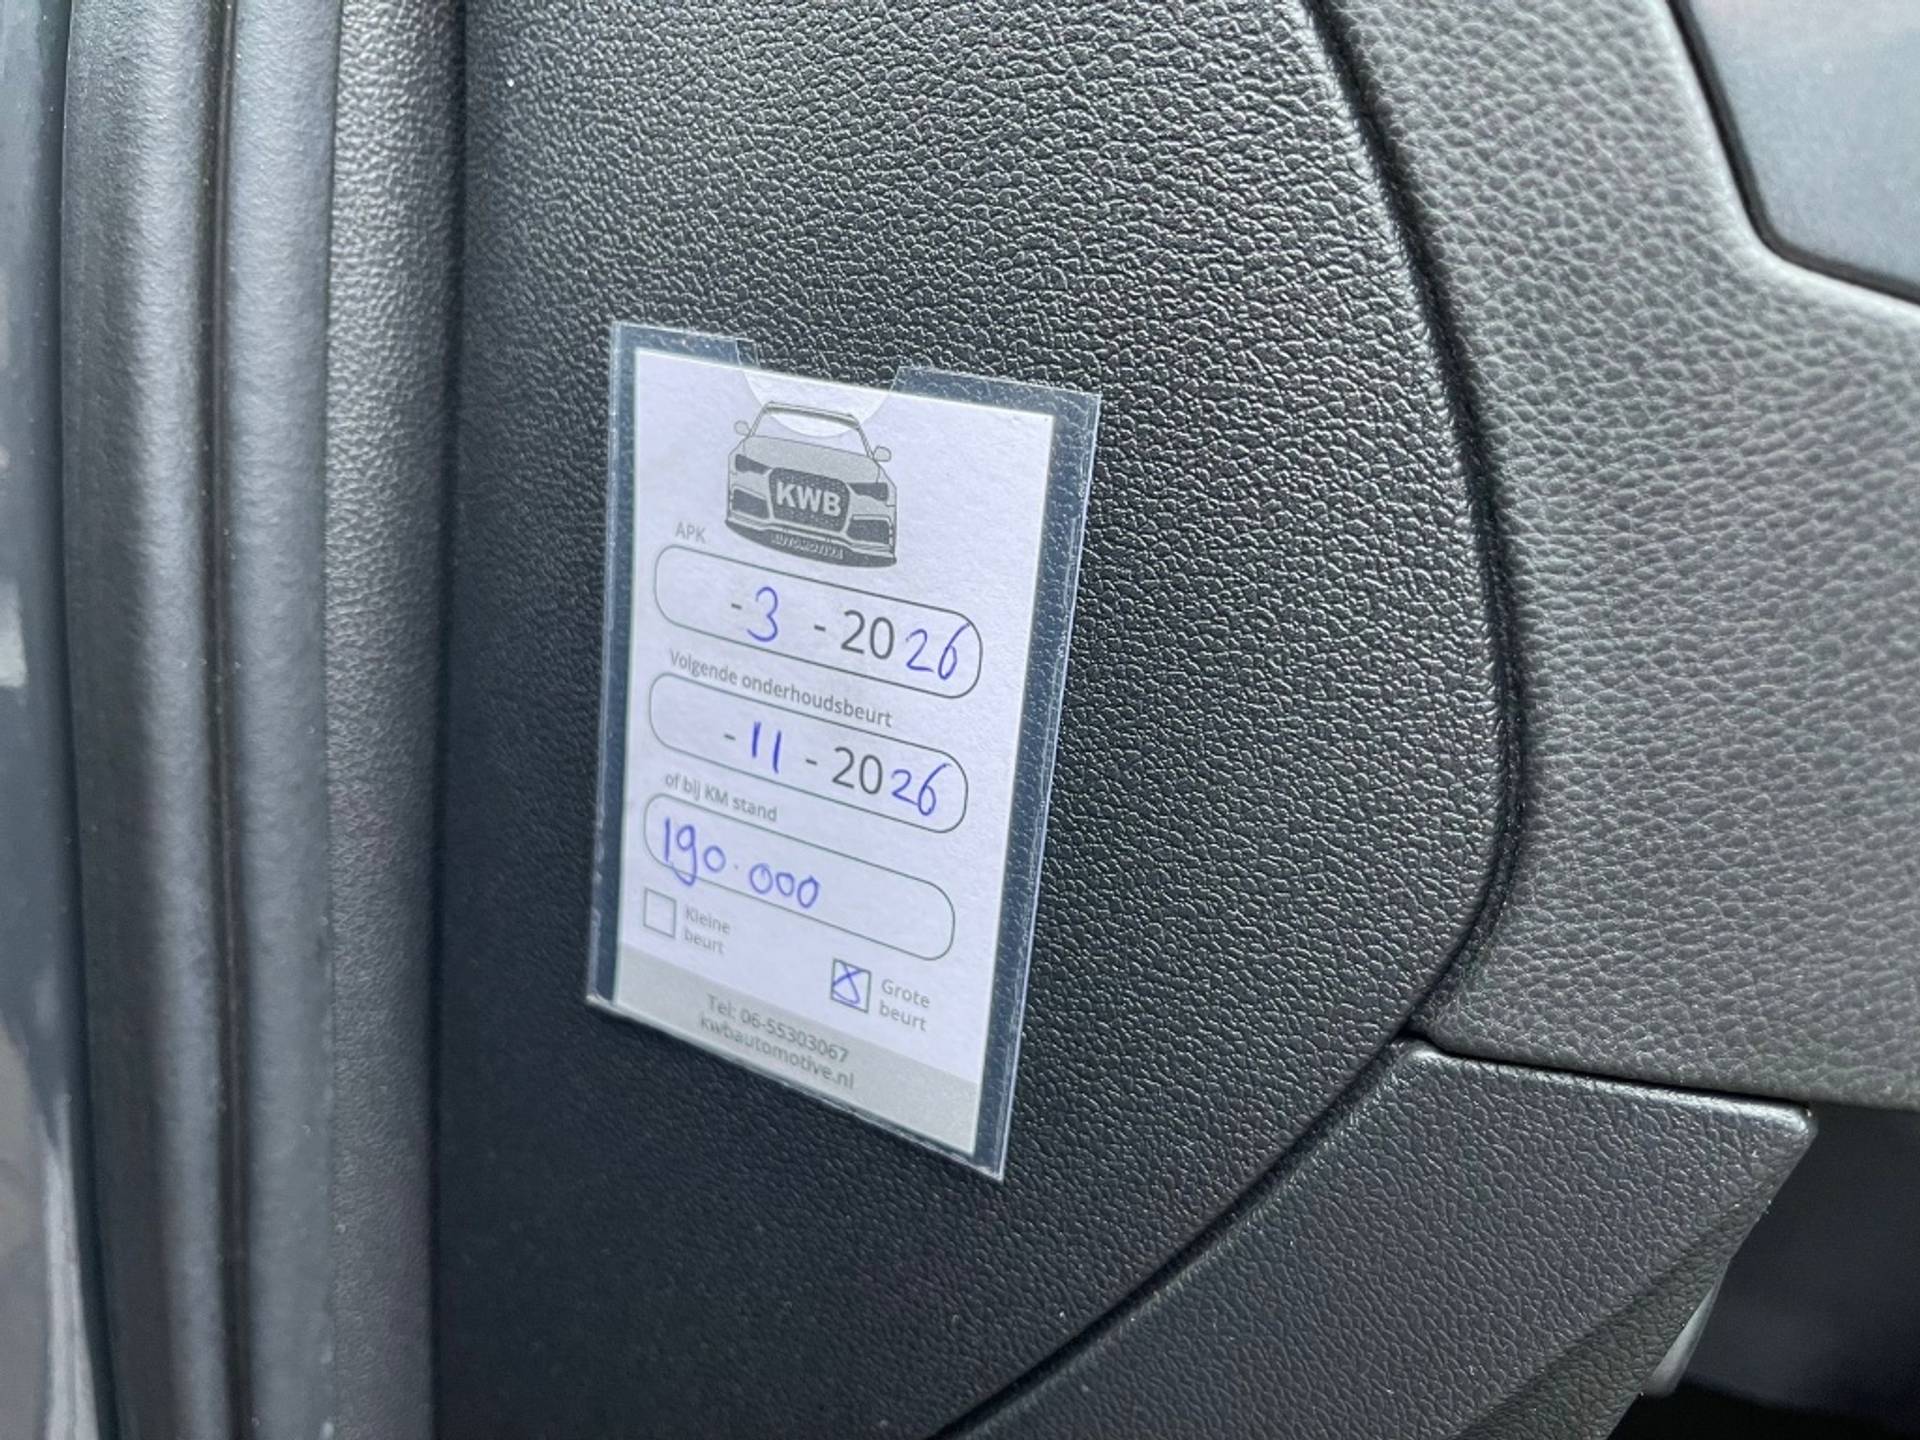 KWB
AUTOMOTIVE
APK
-3 - 2026
Volgende onderhoudsbeurt
-11 - 2026
of bij KM stand
190.000
Kleine
beurt
Grote
beurt
Tel: 06-55303067
kwbautomotive.nl